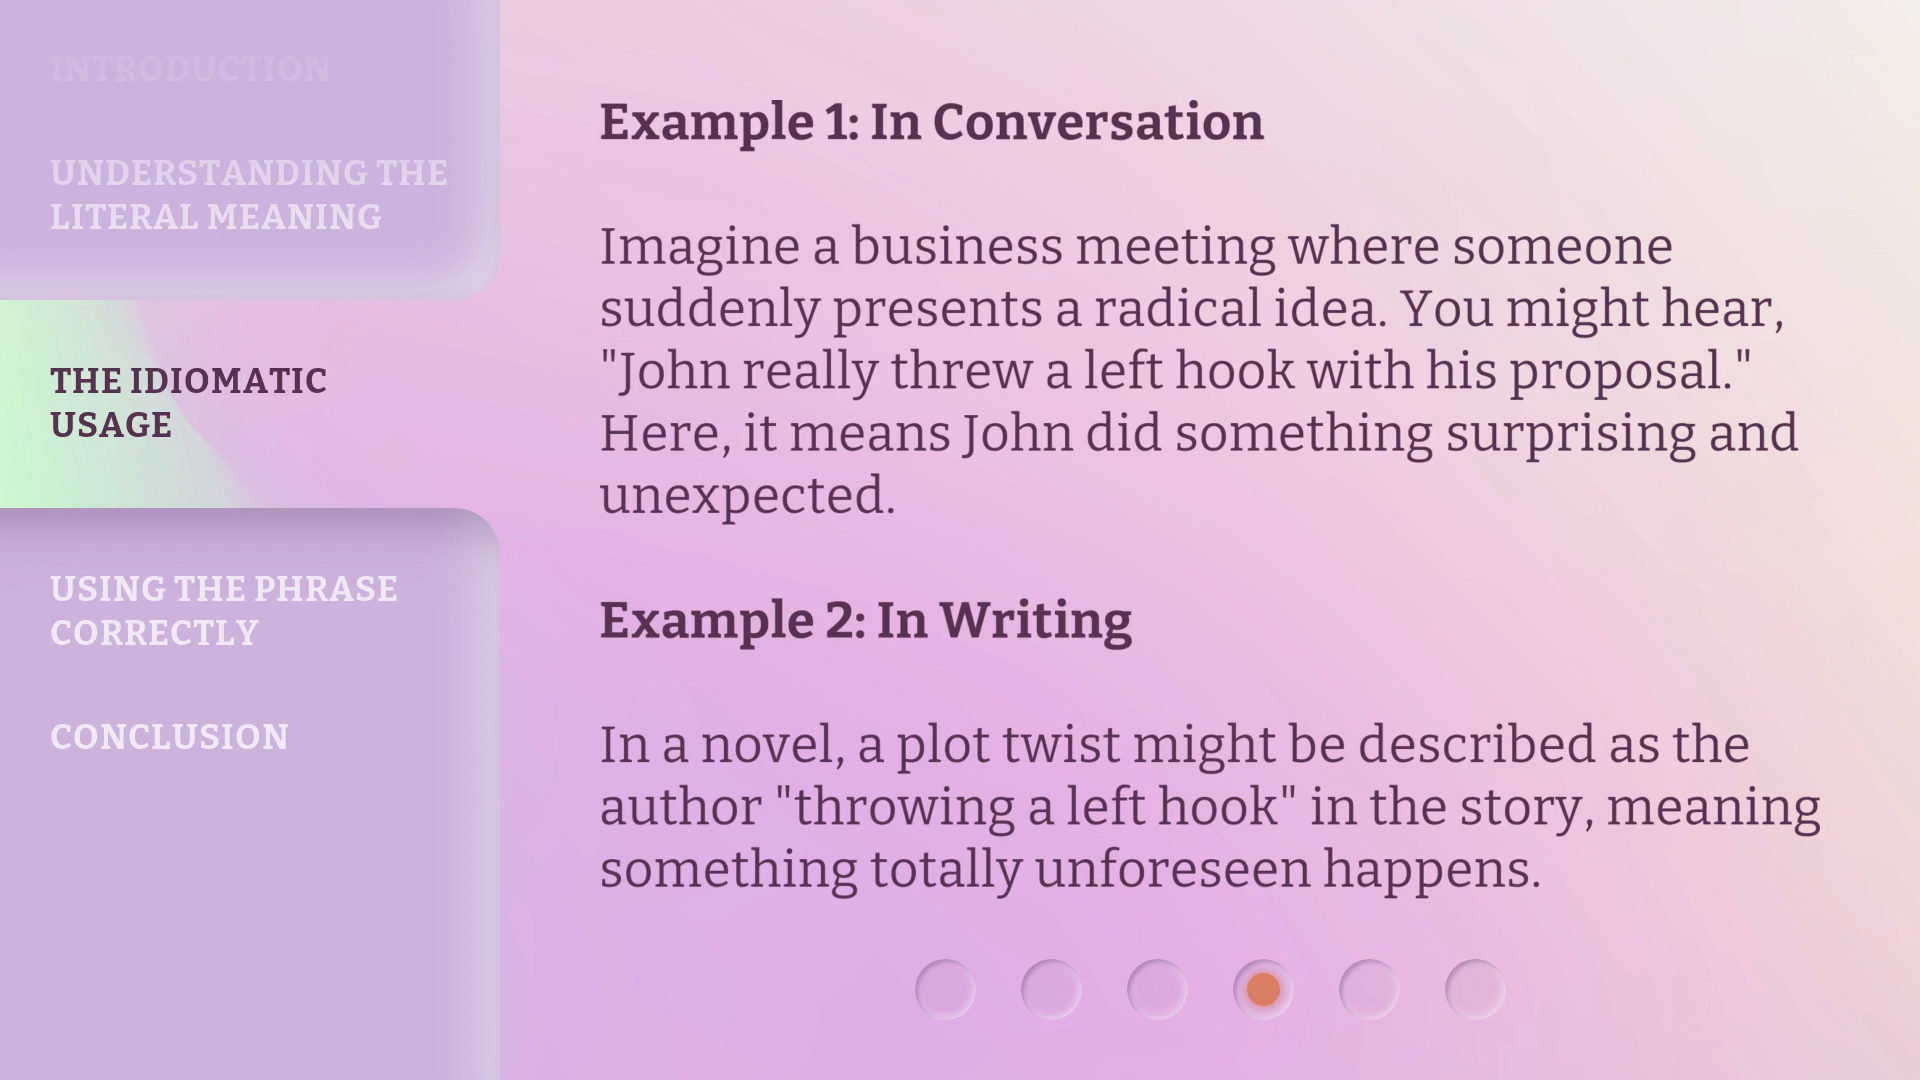 INTRODUCTION
UNDERSTANDING THE
LITERAL MEANING
THE IDIOMATIC
USAGE
USING THE PHRASE
CORRECTLY
CONCLUSION
Example 1: In Conversation
Imagine a business meeting where someone
suddenly presents a radical idea. You might hear,
"John really threw a left hook with his proposal."
Here, it means John did something surprising and
unexpected.
Example 2: In Writing
In a novel, a plot twist might be described as the
author "throwing a left hook" in the story, meaning
something totally unforeseen happens.